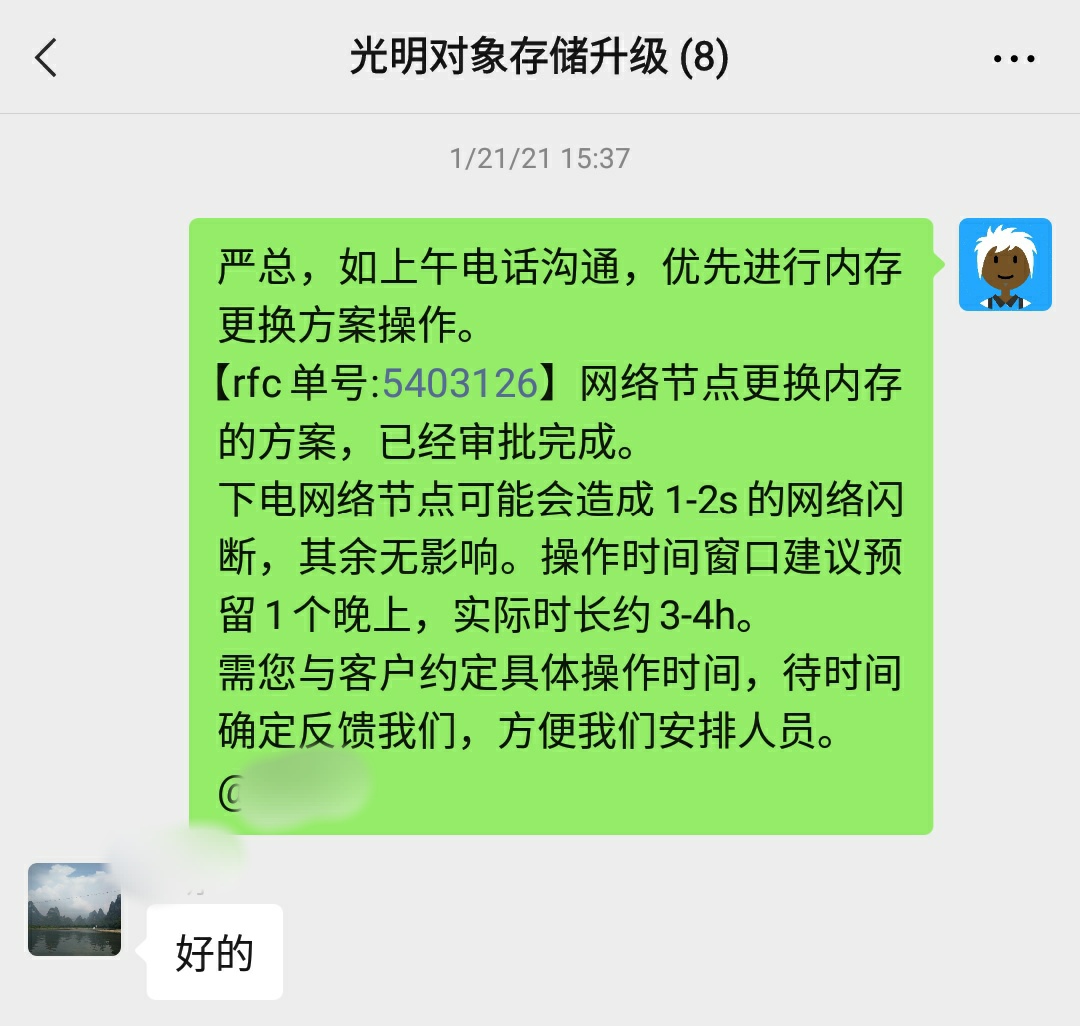 光明对象存储升级 (8)
1/21/21 15:37
严总，如上午电话沟通，优先进行内存
更换方案操作。
【rfc 单号:5403126】网络节点更换内存
的方案，已经审批完成。
下电网络节点可能会造成 1-2s 的网络闪
断，其余无影响。操作时间窗口建议预
留 1 个晚上，实际时长约 3-4h。
需您与客户约定具体操作时间，待时间
确定反馈我们，方便我们安排人员。
@
好的